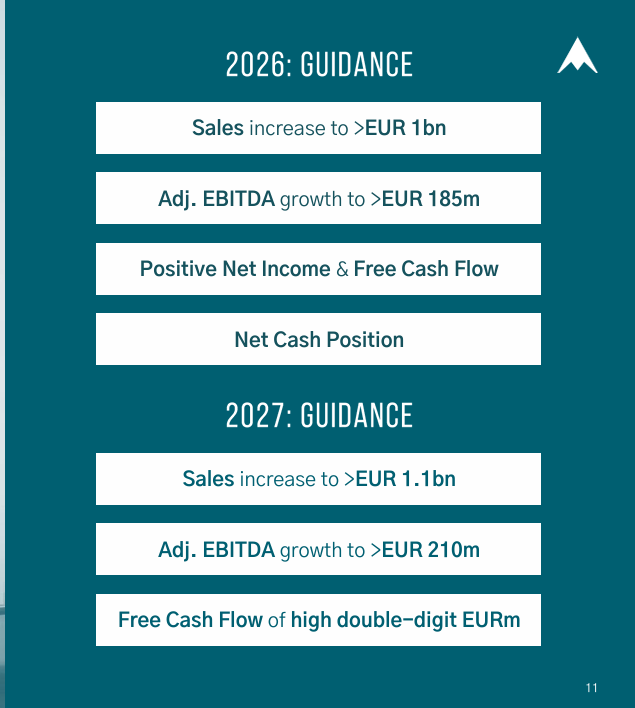 2026: GUIDANCE
Sales increase to >EUR 1bn
Adj. EBITDA growth to >EUR 185m
Positive Net Income & Free Cash Flow
Net Cash Position
2027: GUIDANCE
Sales increase to >EUR 1.1bn
Adj. EBITDA growth to >EUR 210m
Free Cash Flow of high double-digit EURm
11